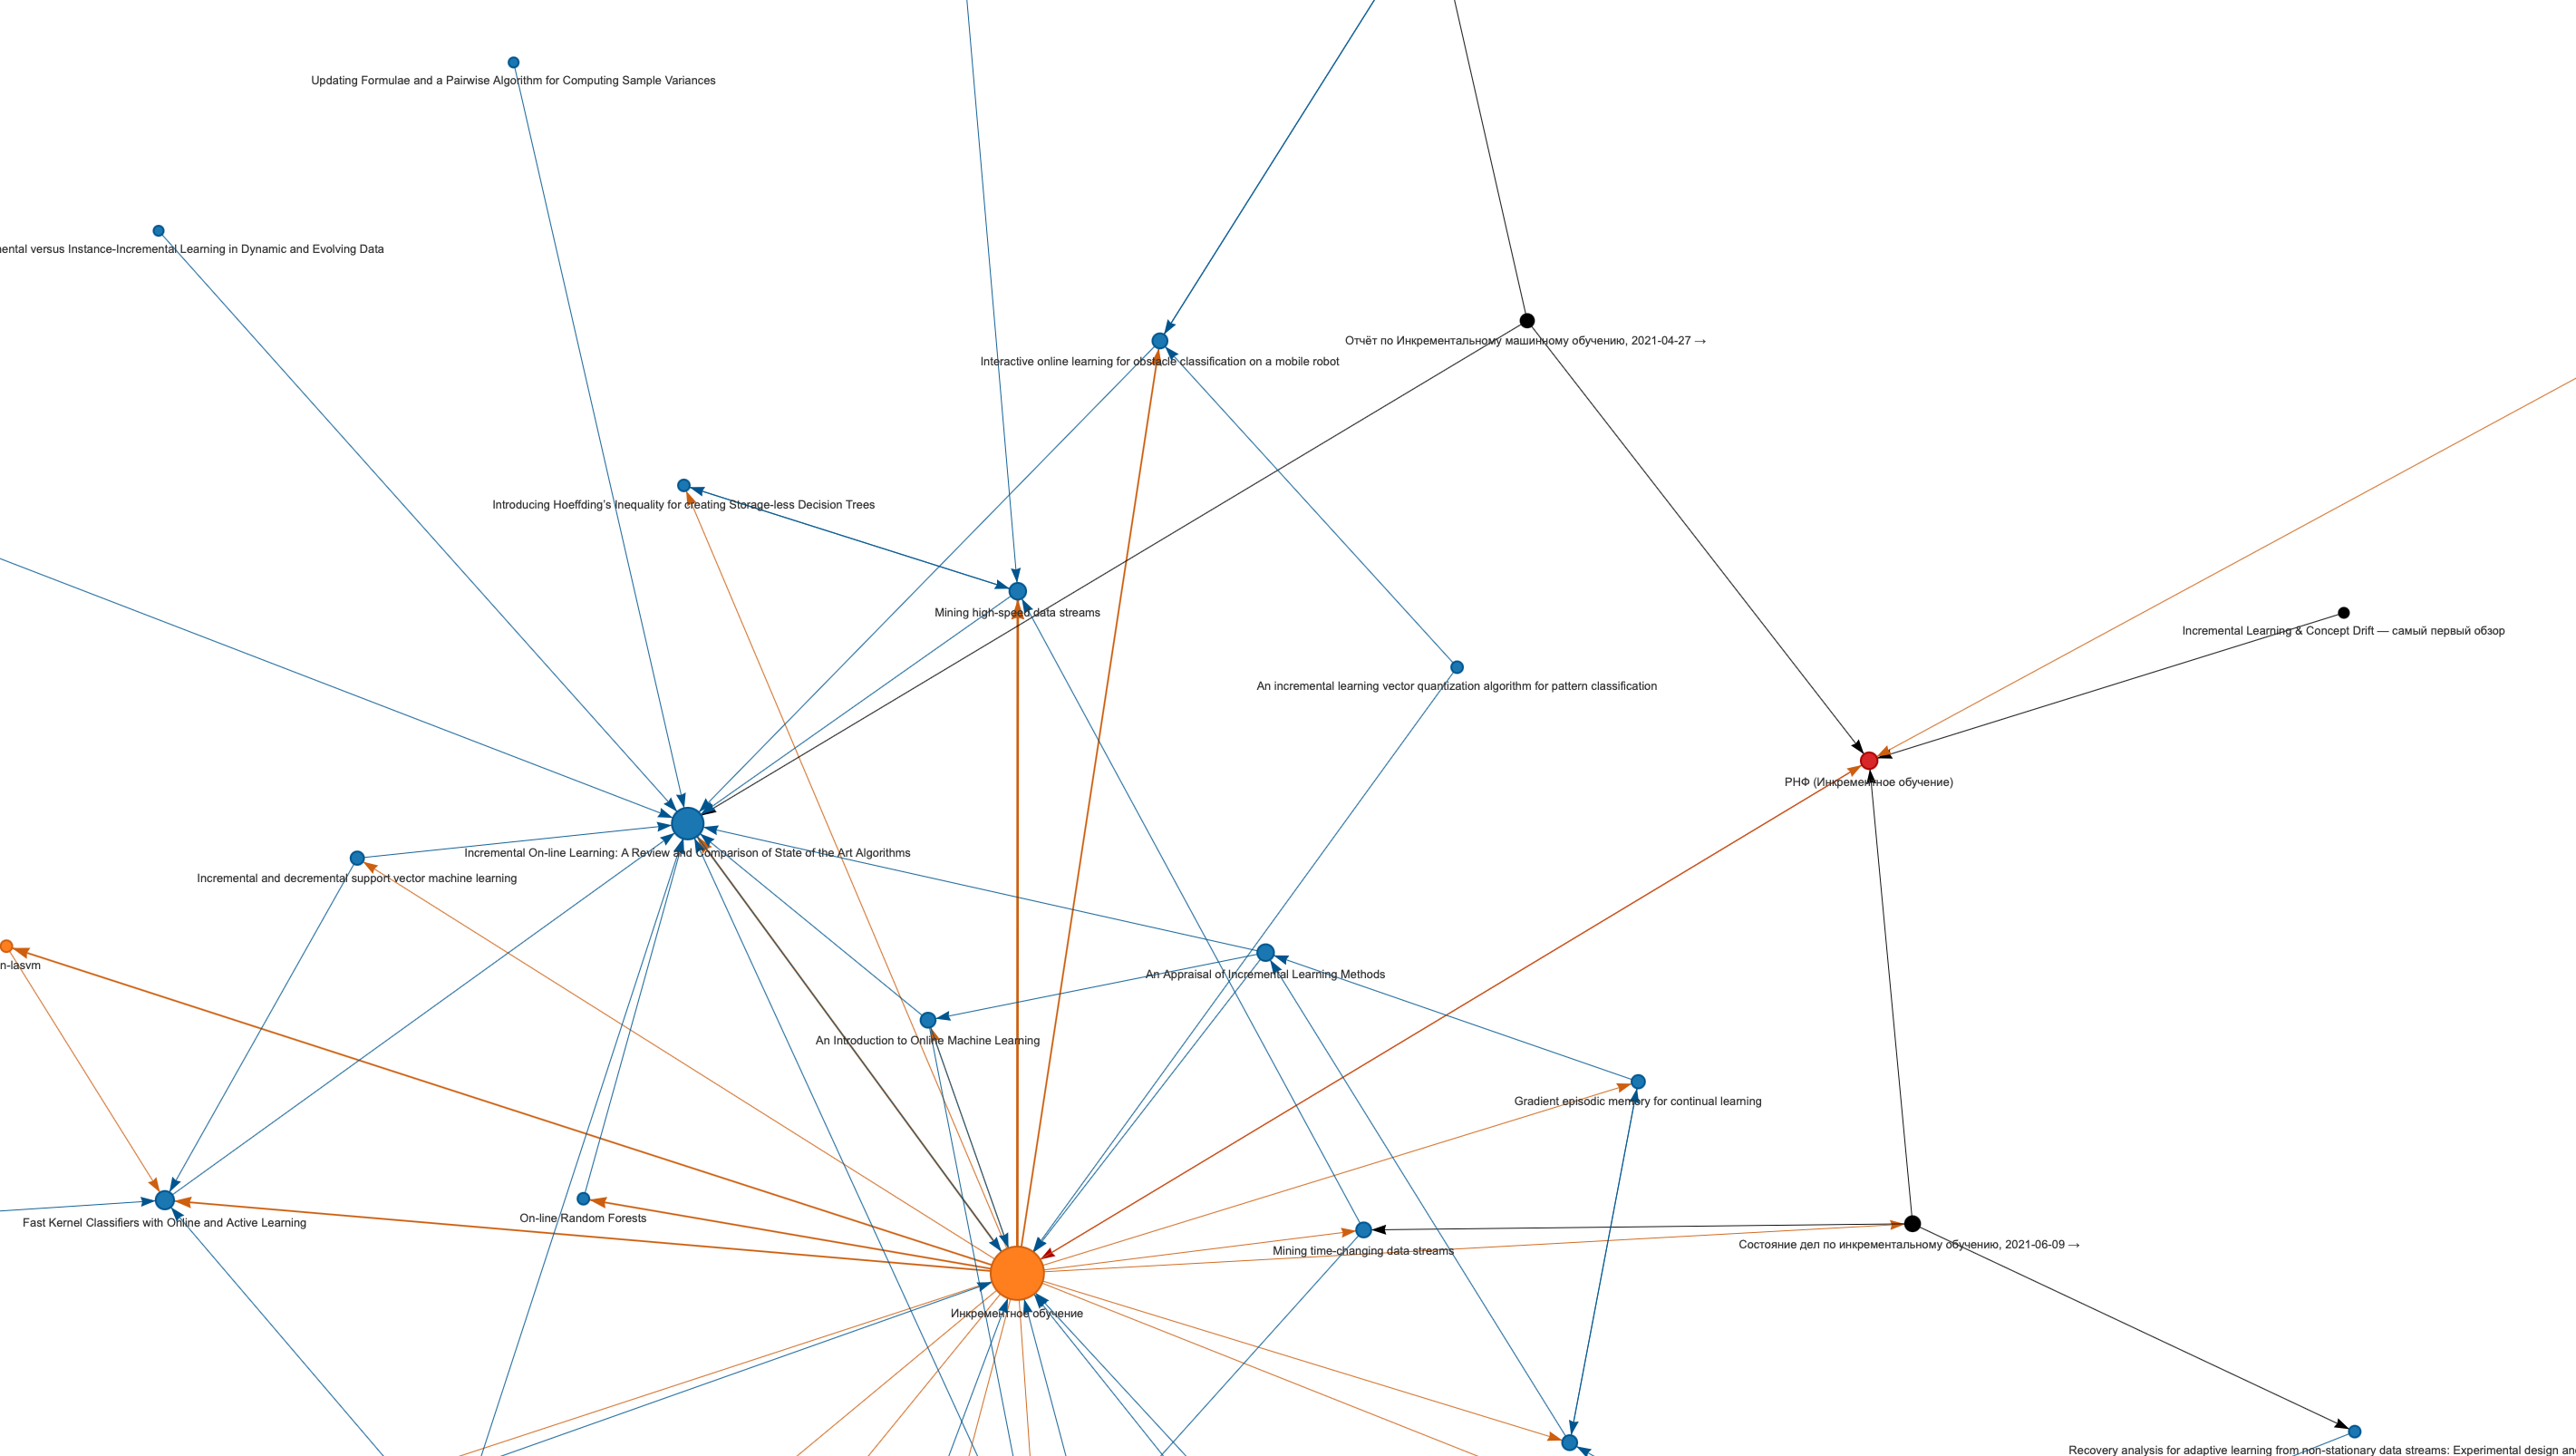 Updating Formulae and a Pairwise Algorithm for Computing Sample Variances
versus Instance-Incremental Learning in Dynamic and Evolving Data
Отчёт по Инкрементальному машинному обучению, 2021-04-27 →
Interactive online learning for obstacle classification on a mobile robot
Introducing Hoeffding’s Inequality for creating Storage-less Decision Trees
Mining high-speed data streams
Incremental Learning & Concept Drift — самый первый обзор
An incremental learning vector quantization algorithm for pattern classification
РНФ (Инкрементное обучение)
Incremental On-line Learning: A Review and Comparison of State of the Art Algorithms
Incremental and decremental support vector machine learning
n-lasvm
An Appraisal of Incremental Learning Methods
An Introduction to Online Machine Learning
Gradient episodic memory for continual learning
On-line Random Forests
Fast Kernel Classifiers with Online and Active Learning
Состояние дел по инкрементальному обучению, 2021-06-09 →
Mining time-changing data streams
Инкрементное обучение
Recovery analysis for adaptive learning from non-stationary data streams: Experimental design